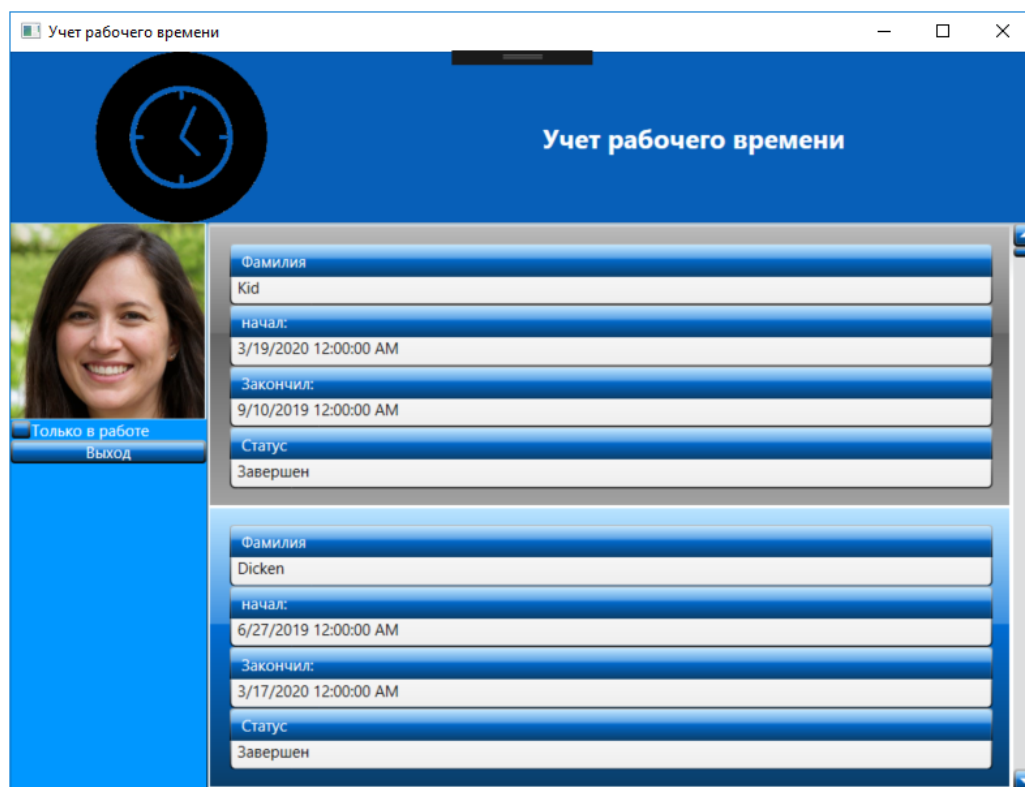 Учет рабочего времени
Учет рабочего времени
Только в работе
Выход
Фамилия
Kid
начал:
3/19/2020 12:00:00 AM
Закончил:
9/10/2019 12:00:00 AM
Статус
Завершен
Фамилия
Dicken
начал:
6/27/2019 12:00:00 AM
Закончил:
3/17/2020 12:00:00 AM
Статус
Завершен